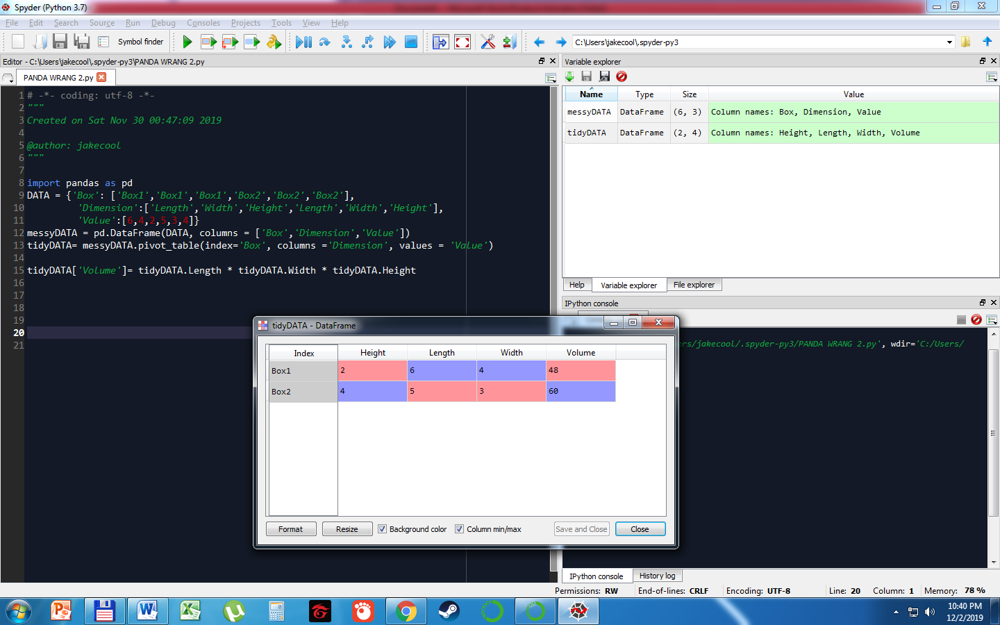 Spyder (Python 3.7)
File Edit Search Source Run Debug Consoles Projects Tools View Help
Symbol finder
C:\Users\jakecool\.spyder-py3
Editor - C:\Users\jakecool\.spyder-py3\PANDA WRANG 2.py
PANDA WRANG 2.py
1 # -*- coding: utf-8 -*-
2 """
3 Created on Sat Nov 30 00:47:09 2019
4
5 @author: jakecool
6 """
7
8 import pandas as pd
9 DATA = {'Box': ['Box1','Box1','Box1','Box2','Box2','Box2'],
10 'Dimension':['Length','Width','Height','Length','Width','Height'],
11 'Value':[6,4,2,5,3,4]}
12 messyDATA = pd.DataFrame(DATA, columns = ['Box','Dimension','Value'])
13 tidyDATA= messyDATA.pivot_table(index='Box', columns ='Dimension', values = 'Value')
14
15 tidyDATA['Volume']= tidyDATA.Length * tidyDATA.Width * tidyDATA.Height
16
17
18
19
20
21
Variable explorer
Name Type Size Value
messyDATA DataFrame (6, 3) Column names: Box, Dimension, Value
tidyDATA DataFrame (2, 4) Column names: Height, Length, Width, Volume
Help Variable explorer File explorer
IPython console
ers/jakecool/.spyder-py3/PANDA WRANG 2.py', wdir='C:/Users/
tidyDATA - DataFrame
Index Height Length Width Volume
Box1 2 6 4 48
Box2 4 5 3 60
Format Resize Background color Column min/max Save and Close Close
IPython console History log
Permissions: RW End-of-lines: CRLF Encoding: UTF-8 Line: 20 Column: 1 Memory: 78 %
10:40 PM
12/2/2019